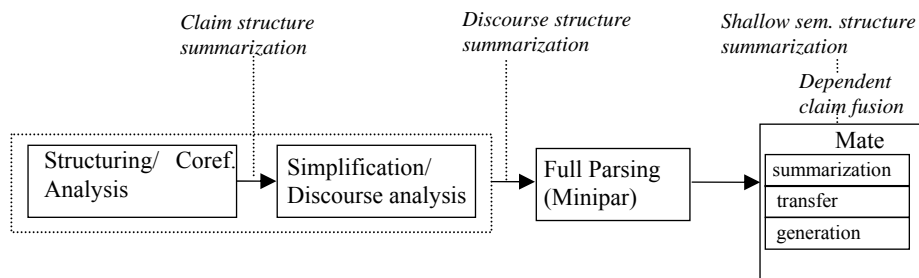 Claim structure
summarization
Discourse structure
summarization
Shallow sem. structure
summarization
Dependent
claim fusion
Structuring/ Coref.
Analysis
Simplification/
Discourse analysis
Full Parsing
(Minipar)
Mate
summarization
transfer
generation